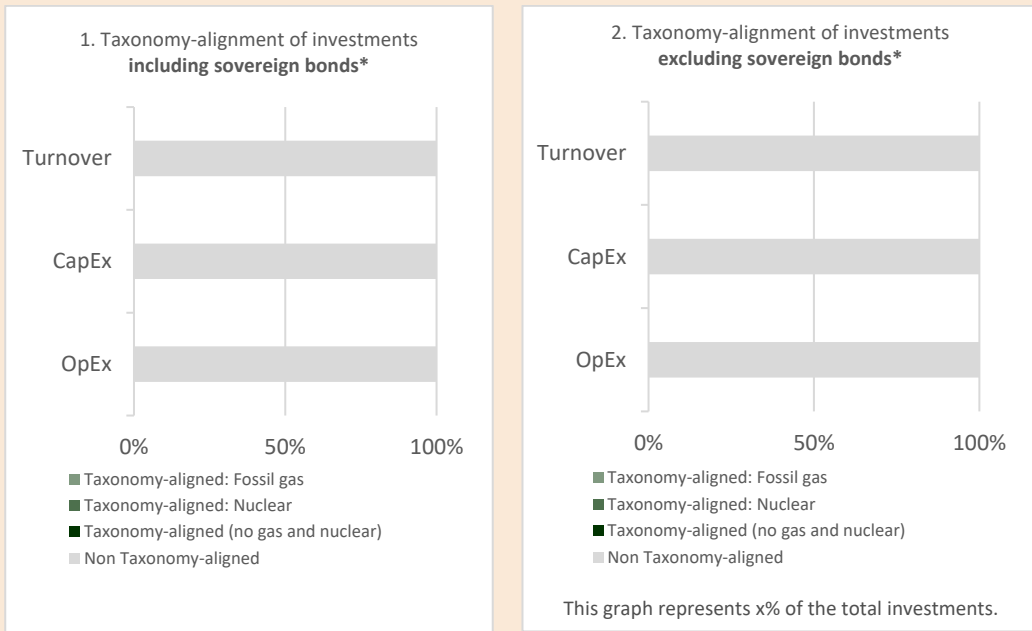 1. Taxonomy-alignment of investments
including sovereign bonds*
Turnover
CapEx
OpEx
0% 50% 100%
Taxonomy-aligned: Fossil gas
Taxonomy-aligned: Nuclear
Taxonomy-aligned (no gas and nuclear)
Non Taxonomy-aligned
2. Taxonomy-alignment of investments
excluding sovereign bonds*
Turnover
CapEx
OpEx
0% 50% 100%
Taxonomy-aligned: Fossil gas
Taxonomy-aligned: Nuclear
Taxonomy-aligned (no gas and nuclear)
Non Taxonomy-aligned
This graph represents x% of the total investments.